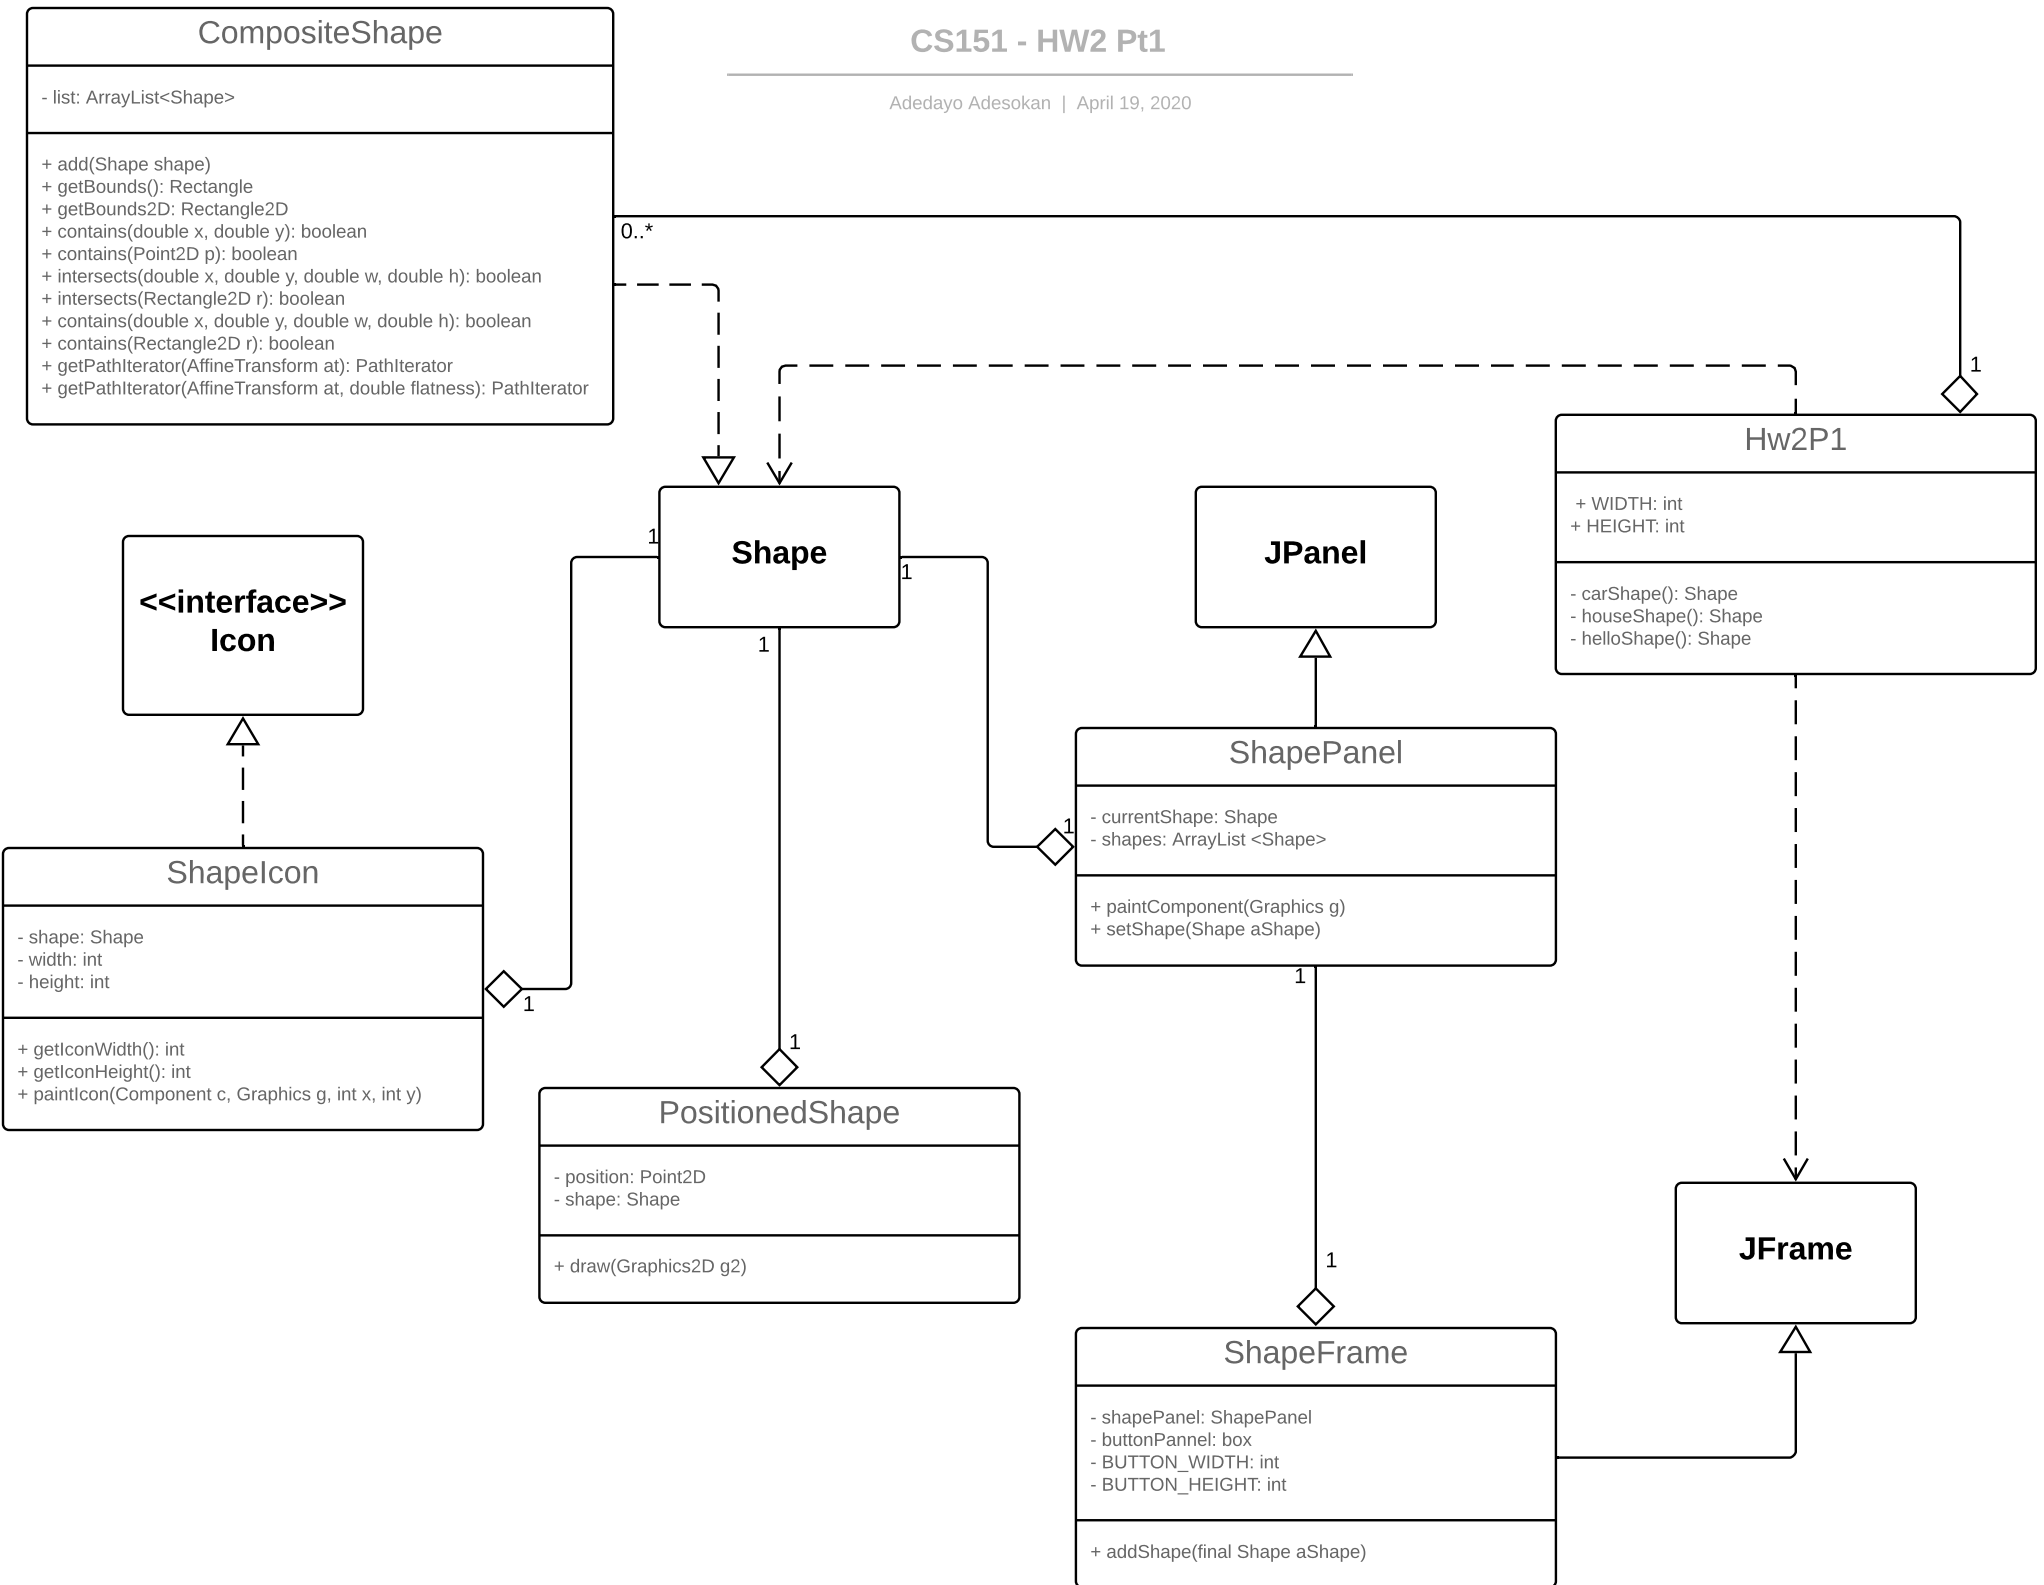 CompositeShape
- list: ArrayList<Shape>
+ add(Shape shape)
+ getBounds(): Rectangle
+ getBounds2D: Rectangle2D
+ contains(double x, double y): boolean
+ contains(Point2D p): boolean
+ intersects(double x, double y, double w, double h): boolean
+ intersects(Rectangle2D r): boolean
+ contains(double x, double y, double w, double h): boolean
+ contains(Rectangle2D r): boolean
+ getPathIterator(AffineTransform at): PathIterator
+ getPathIterator(AffineTransform at, double flatness): PathIterator
CS151 - HW2 Pt1
Adedayo Adesokan | April 19, 2020
0..*
1
Hw2P1
+ WIDTH: int
+ HEIGHT: int
- carShape(): Shape
- houseShape(): Shape
- helloShape(): Shape
1
Shape
1
1
JPanel
<<interface>>
Icon
ShapePanel
- currentShape: Shape
- shapes: ArrayList <Shape>
+ paintComponent(Graphics g)
+ setShape(Shape aShape)
1
1
ShapeIcon
- shape: Shape
- width: int
- height: int
+ getIconWidth(): int
+ getIconHeight(): int
+ paintIcon(Component c, Graphics g, int x, int y)
1
1
PositionedShape
- position: Point2D
- shape: Shape
+ draw(Graphics2D g2)
JFrame
1
ShapeFrame
- shapePanel: ShapePanel
- buttonPannel: box
- BUTTON_WIDTH: int
- BUTTON_HEIGHT: int
+ addShape(final Shape aShape)